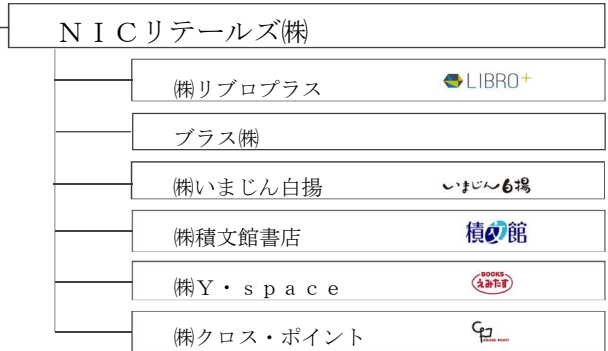 ＮＩＣリテールズ㈱
㈱リブロプラス LIBRO+
ブラス㈱
㈱いまじん白揚 いまじん白揚
㈱積文館書店 積文館
㈱Ｙ・ｓｐａｃｅ BOOKS えみたす
㈱クロス・ポイント